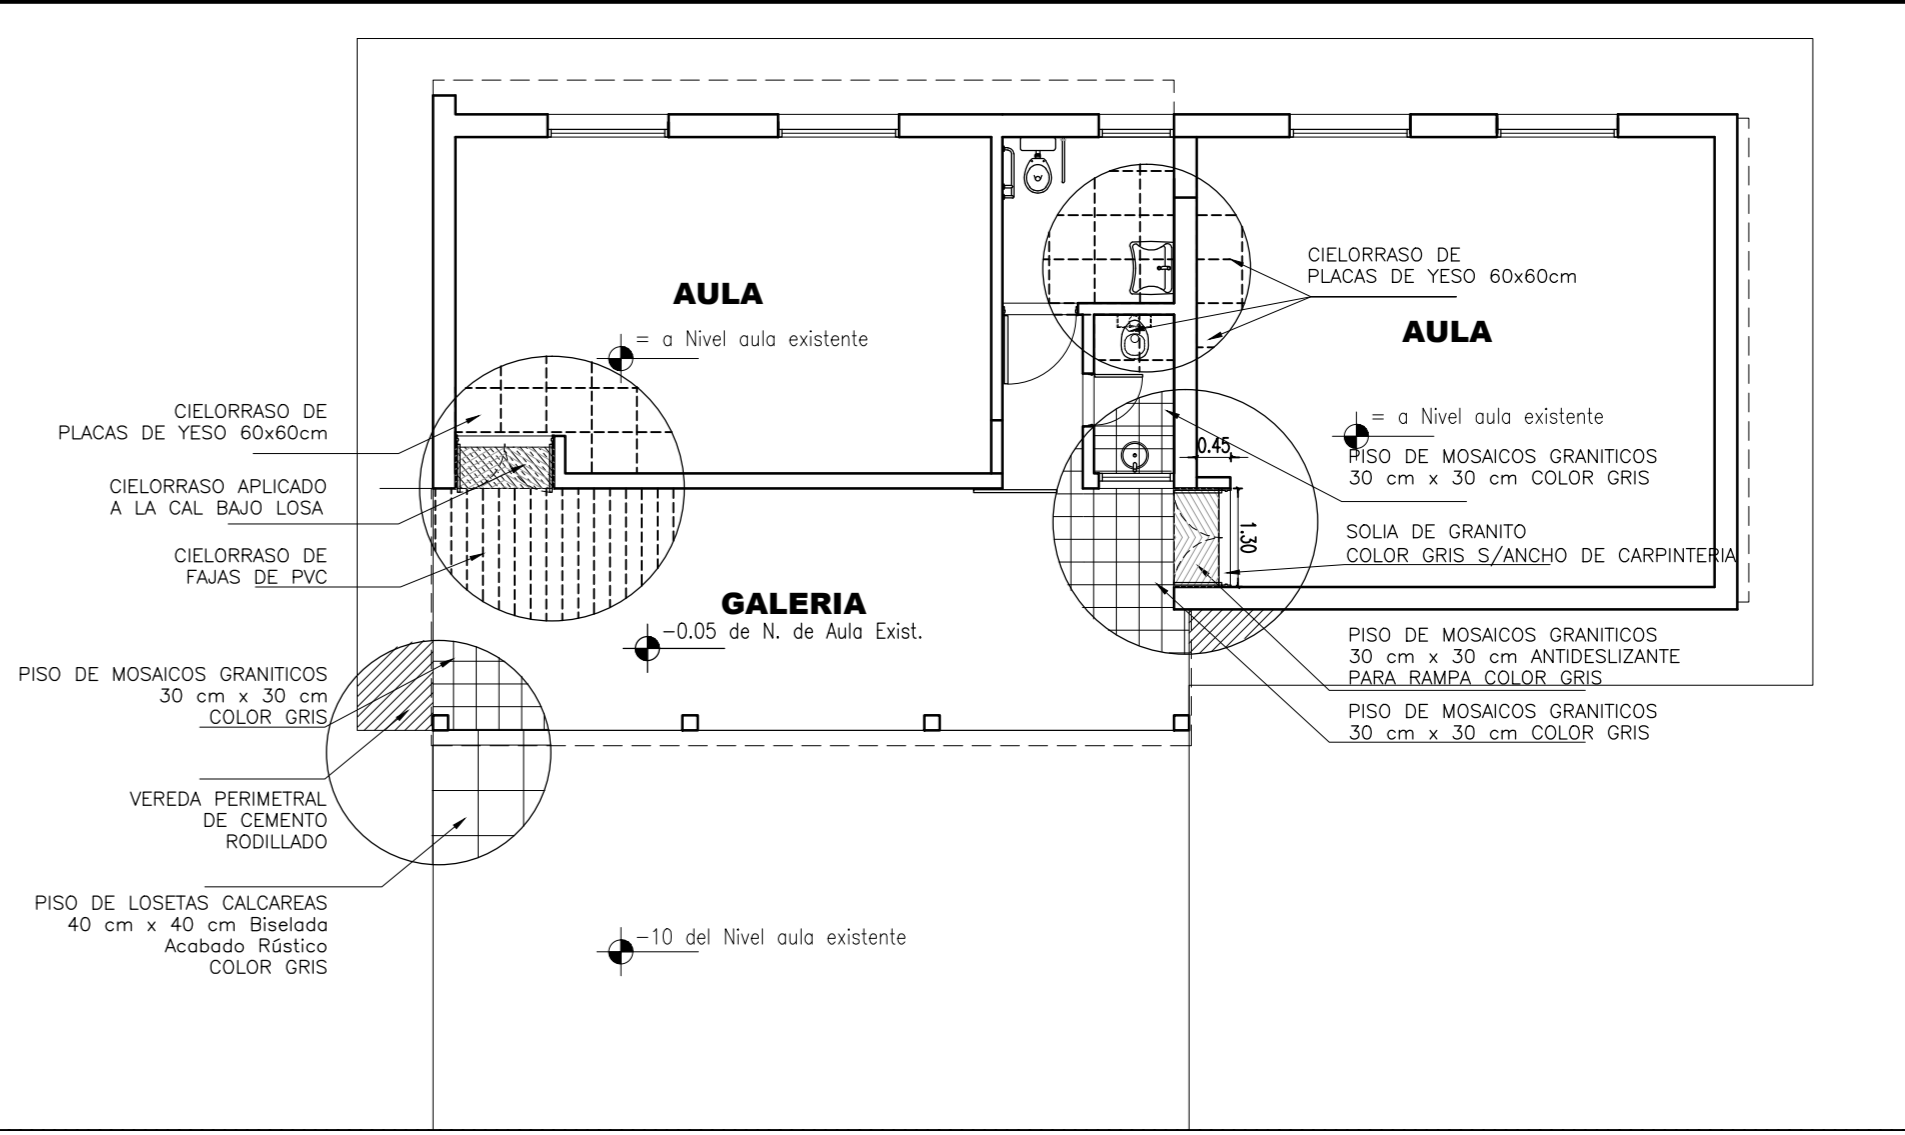 CIELORRASO DE
PLACAS DE YESO 60x60cm
AULA
= a Nivel aula existente
AULA
= a Nivel aula existente
CIELORRASO DE
PLACAS DE YESO 60x60cm
0.45
PISO DE MOSAICOS GRANITICOS
30 cm x 30 cm COLOR GRIS
CIELORRASO APLICADO
A LA CAL BAJO LOSA
1.30
SOLIA DE GRANITO
COLOR GRIS S/ANCHO DE CARPINTERIA
CIELORRASO DE
FAJAS DE PVC
GALERIA
-0.05 de N. de Aula Exist.
PISO DE MOSAICOS GRANITICOS
30 cm x 30 cm ANTIDESLIZANTE
PARA RAMPA COLOR GRIS
PISO DE MOSAICOS GRANITICOS
30 cm x 30 cm
COLOR GRIS
PISO DE MOSAICOS GRANITICOS
30 cm x 30 cm COLOR GRIS
VEREDA PERIMETRAL
DE CEMENTO
RODILLADO
PISO DE LOSETAS CALCAREAS
40 cm x 40 cm Biselada
Acabado Rústico
COLOR GRIS
-10 del Nivel aula existente